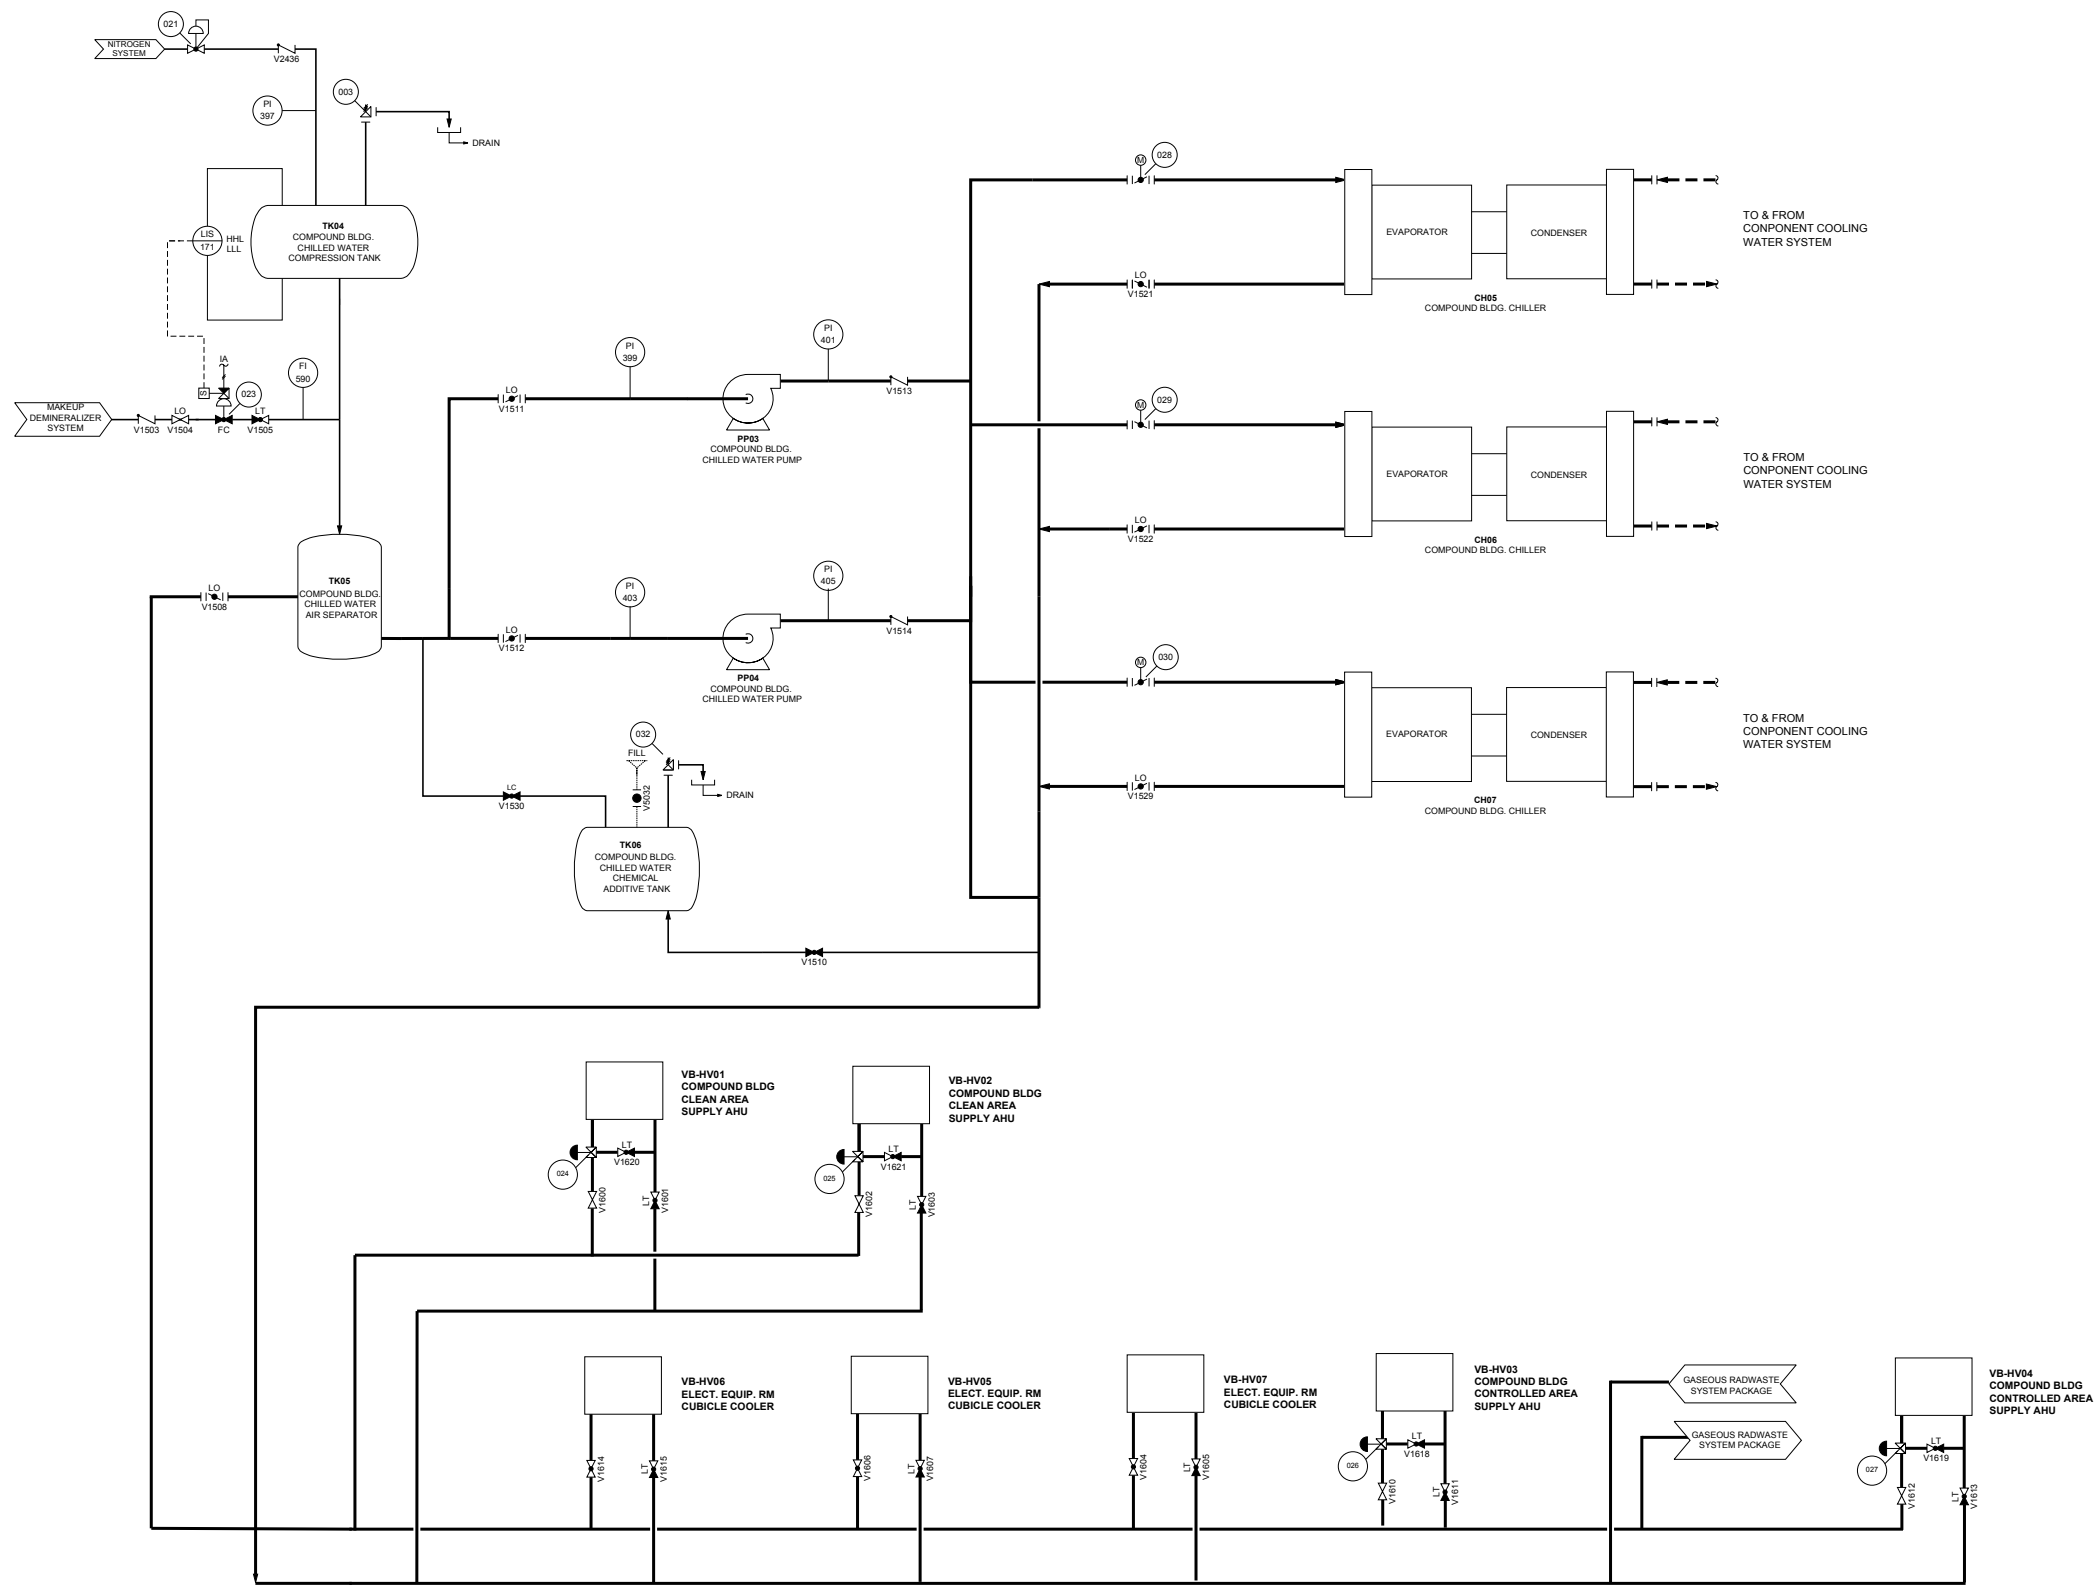 021
NITROGEN
SYSTEM
V2436
PI
397
003
DRAIN
LIS
171
HHL
LLL
TK04
COMPOUND BLDG.
CHILLED WATER
COMPRESSION TANK
IA
S
023
FI
590
MAKEUP
DEMINERALIZER
SYSTEM
V1503
LO
V1504
FC
LT
V1505
LO
V1508
TK05
COMPOUND BLDG.
CHILLED WATER
AIR SEPARATOR
LO
V1511
PI
399
PP03
COMPOUND BLDG.
CHILLED WATER PUMP
PI
401
V1513
LO
V1512
PI
403
PP04
COMPOUND BLDG.
CHILLED WATER PUMP
PI
405
V1514
LC
V1530
032
FILL
V5032
DRAIN
TK06
COMPOUND BLDG.
CHILLED WATER
CHEMICAL
ADDITIVE TANK
V1510
M
028
LO
V1521
EVAPORATOR
CONDENSER
CH05
COMPOUND BLDG. CHILLER
TO & FROM
CONPONENT COOLING
WATER SYSTEM
M
029
LO
V1522
EVAPORATOR
CONDENSER
CH06
COMPOUND BLDG. CHILLER
TO & FROM
CONPONENT COOLING
WATER SYSTEM
M
030
LO
V1529
EVAPORATOR
CONDENSER
CH07
COMPOUND BLDG. CHILLER
TO & FROM
CONPONENT COOLING
WATER SYSTEM
VB-HV01
COMPOUND BLDG
CLEAN AREA
SUPPLY AHU
024
LT
V1620
V1600
LT
V1601
VB-HV02
COMPOUND BLDG
CLEAN AREA
SUPPLY AHU
025
LT
V1621
V1602
LT
V1603
VB-HV06
ELECT. EQUIP. RM
CUBICLE COOLER
V1614
LT
V1615
VB-HV05
ELECT. EQUIP. RM
CUBICLE COOLER
V1606
LT
V1607
VB-HV07
ELECT. EQUIP. RM
CUBICLE COOLER
V1604
LT
V1605
VB-HV03
COMPOUND BLDG
CONTROLLED AREA
SUPPLY AHU
026
LT
V1618
V1610
LT
V1611
GASEOUS RADWASTE
SYSTEM PACKAGE
GASEOUS RADWASTE
SYSTEM PACKAGE
VB-HV04
COMPOUND BLDG
CONTROLLED AREA
SUPPLY AHU
027
LT
V1619
V1612
LT
V1613